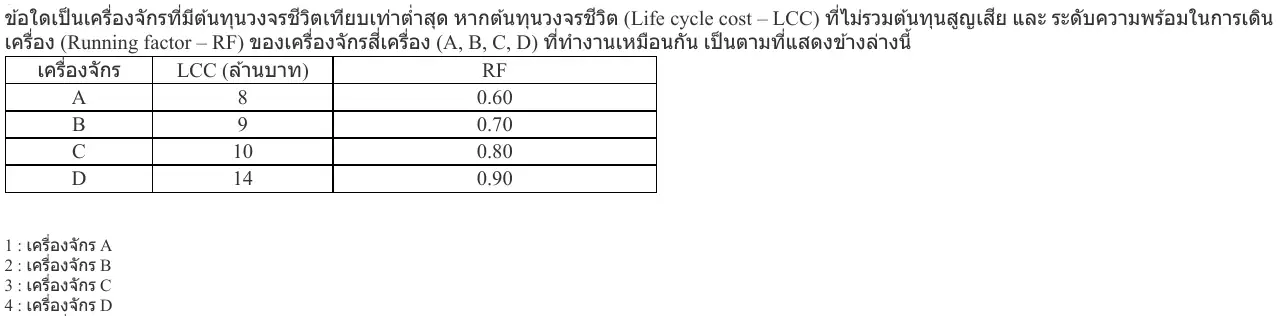 ข้อใดเป็นเครื่องจักรที่มีต้นทุนวงจรชีวิตเทียบเท่าต่ำสุด หากต้นทุนวงจรชีวิต (Life cycle cost – LCC) ที่ไม่รวมต้นทุนสูญเสีย และ ระดับความพร้อมในการเดิน
เครื่อง (Running factor – RF) ของเครื่องจักรสี่เครื่อง (A, B, C, D) ที่ทำงานเหมือนกัน เป็นตามที่แสดงข้างล่างนี้
เครื่องจักร LCC (ล้านบาท) RF
A 8 0.60
B 9 0.70
C 10 0.80
D 14 0.90
1 : เครื่องจักร A
2 : เครื่องจักร B
3 : เครื่องจักร C
4 : เครื่องจักร D